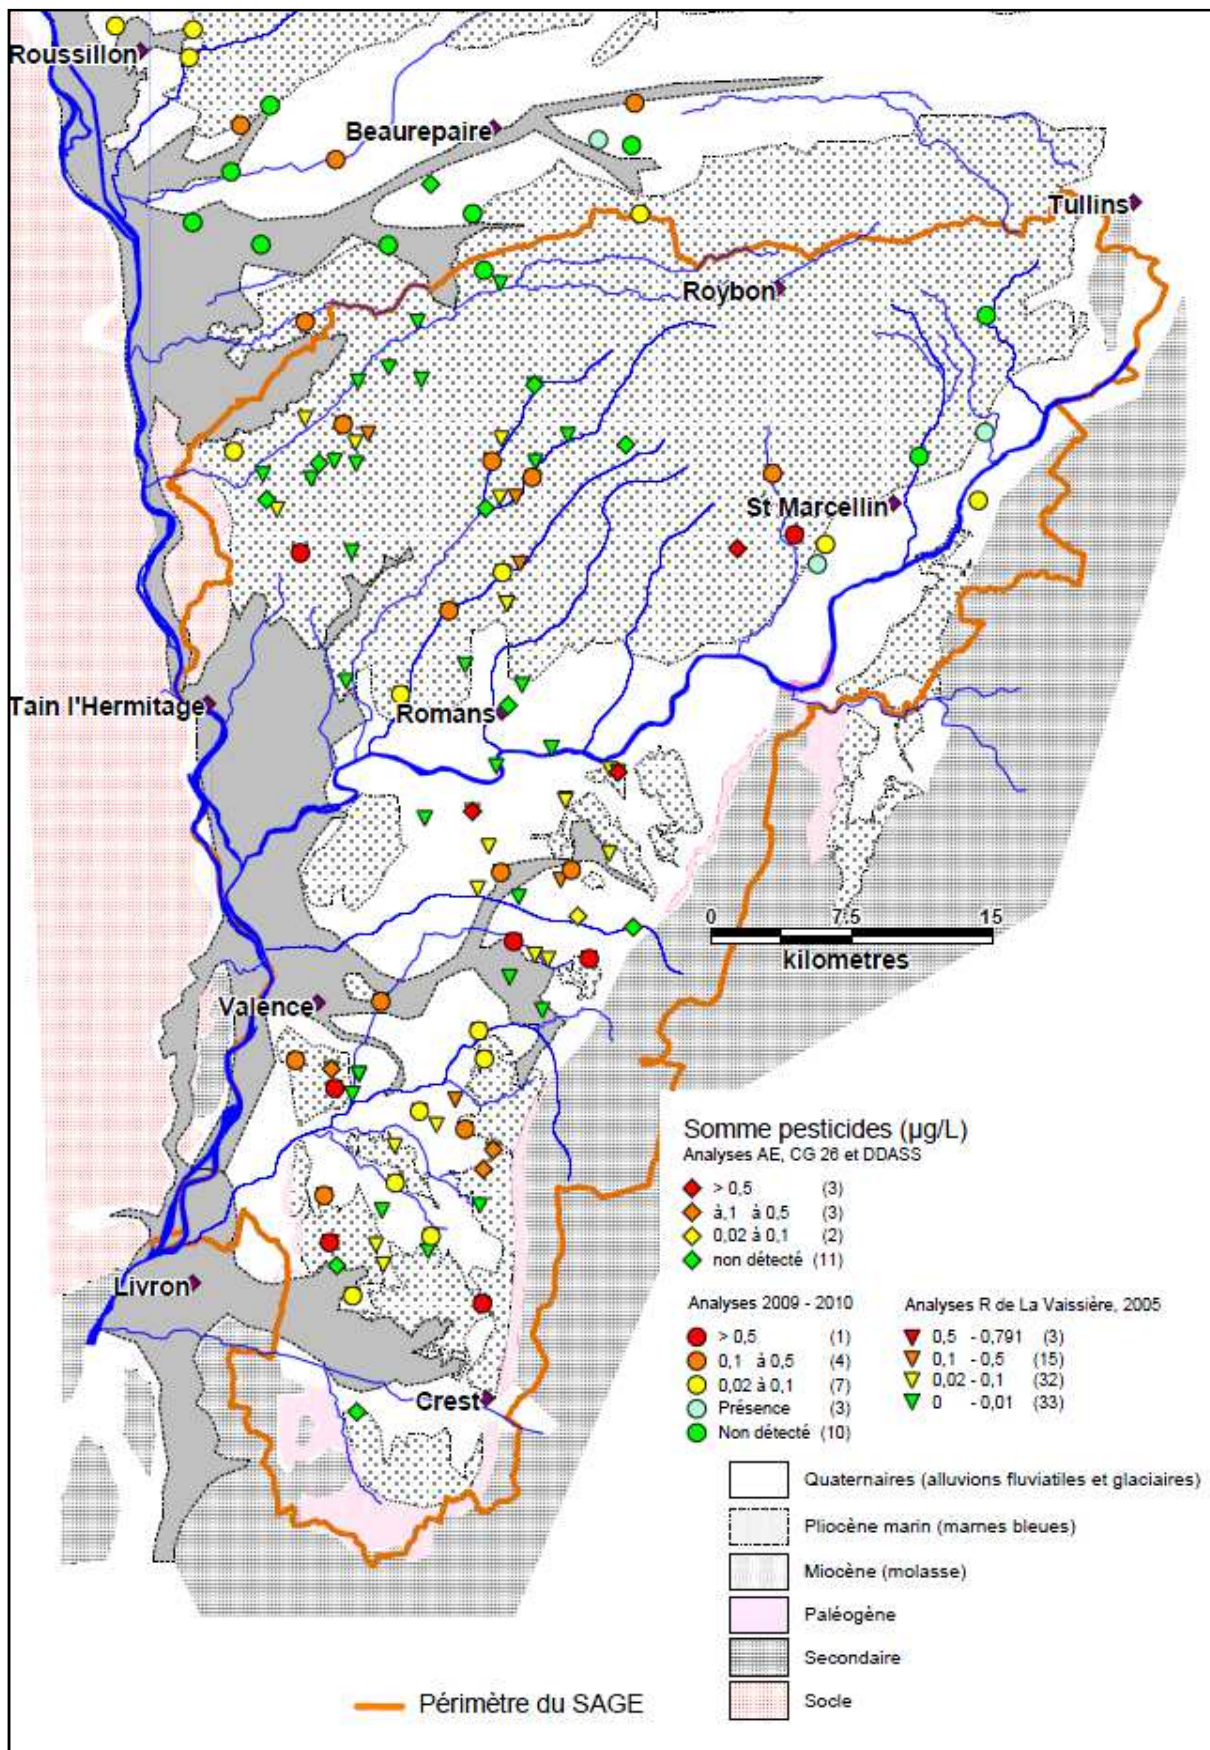 Roussillon
Beaurepaire
Tullins
Roybon
St Marcellin
Tain l'Hermitage
Romans
0 7.5 15
kilometres
Valence
Livron
Crest
Somme pesticides (µg/L)
Analyses AE, CG 26 et DDASS
> 0,5 (3)
à,1 à 0,5 (3)
0,02 à 0,1 (2)
non détecté (11)
Analyses 2009 - 2010
> 0,5 (1)
0,1 à 0,5 (4)
0,02 à 0,1 (7)
Présence (3)
Non détecté (10)
Analyses R de La Vaissière, 2005
0,5 - 0,791 (3)
0,1 - 0,5 (15)
0,02 - 0,1 (32)
0 - 0,01 (33)
Quaternaires (alluvions fluviatiles et glaciaires)
Pliocène marin (marnes bleues)
Miocène (molasse)
Paléogène
Secondaire
Socle
Périmètre du SAGE